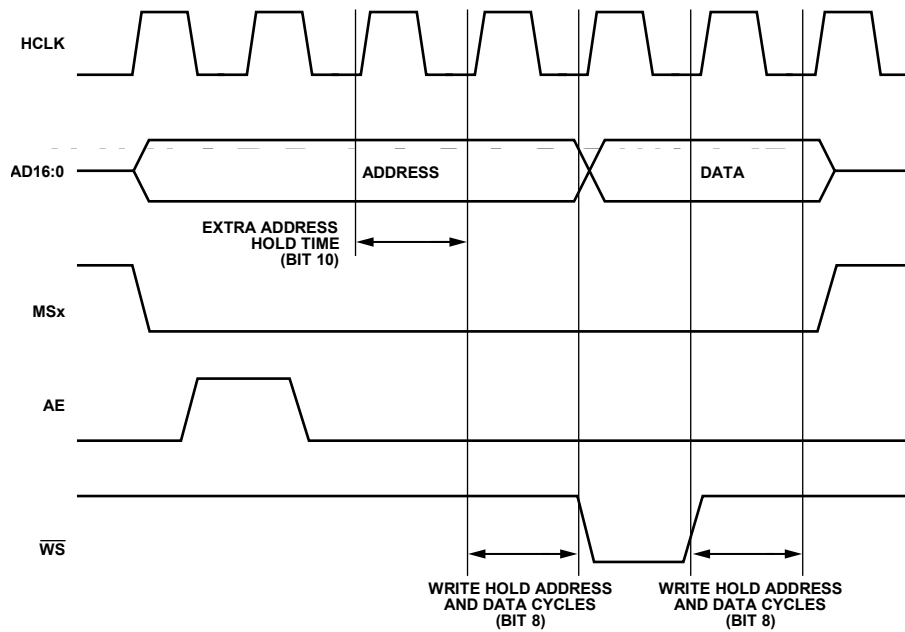 HCLK
AD16:0
ADDRESS
DATA
EXTRA ADDRESS
HOLD TIME
(BIT 10)
MSx
AE
WS
WRITE HOLD ADDRESS
AND DATA CYCLES
(BIT 8)
WRITE HOLD ADDRESS
AND DATA CYCLES
(BIT 8)